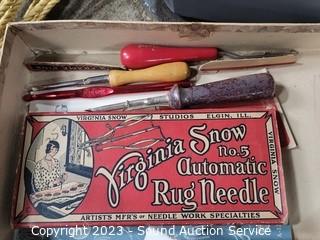 VIRGINIA SNOW STUDIOS ELGIN, ILL.
Virginia Snow
no. 5
automatic
Rug Needle
ARTISTS MF'R'S OF NEEDLE WORK SPECIALTIES
VIRGINIA SNOW
Copyright 2023 - Sound Auction Service